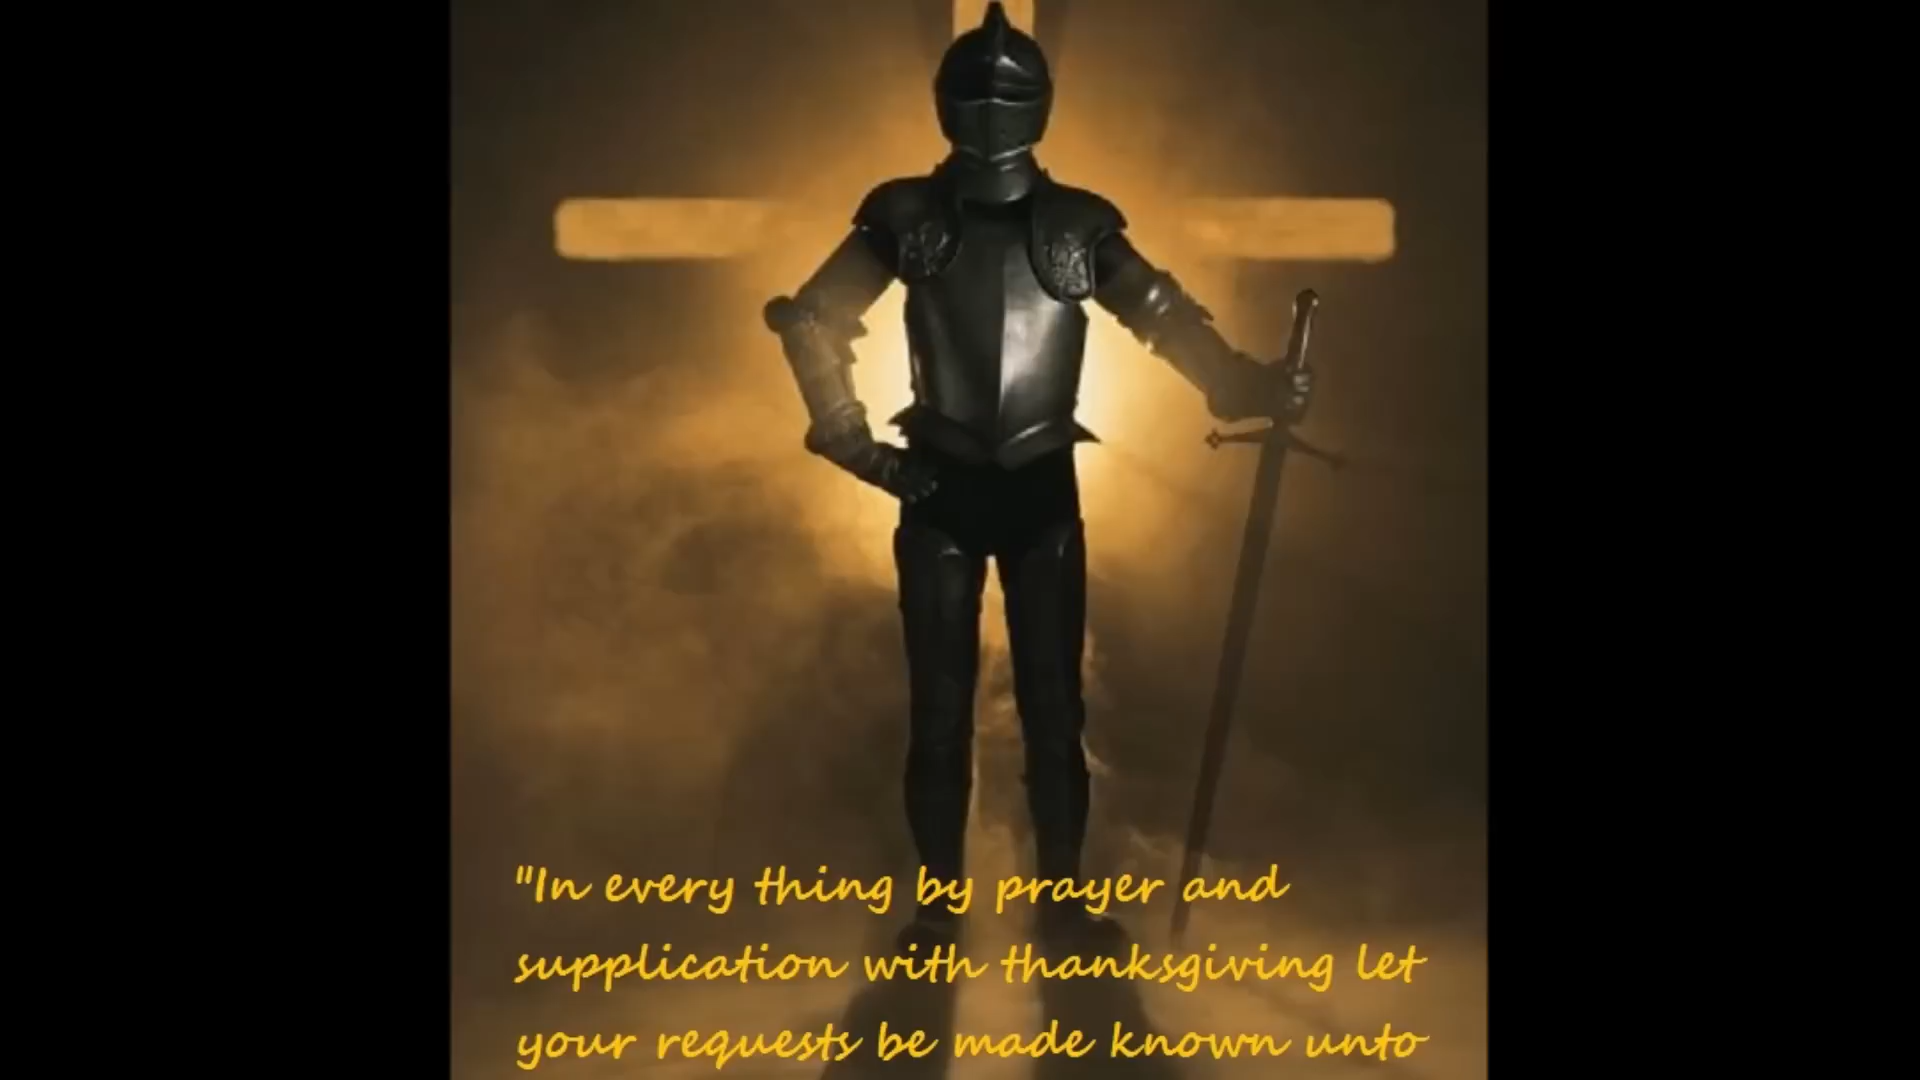 "In every thing by prayer and
supplication with thanksgiving let
your requests be made known unto